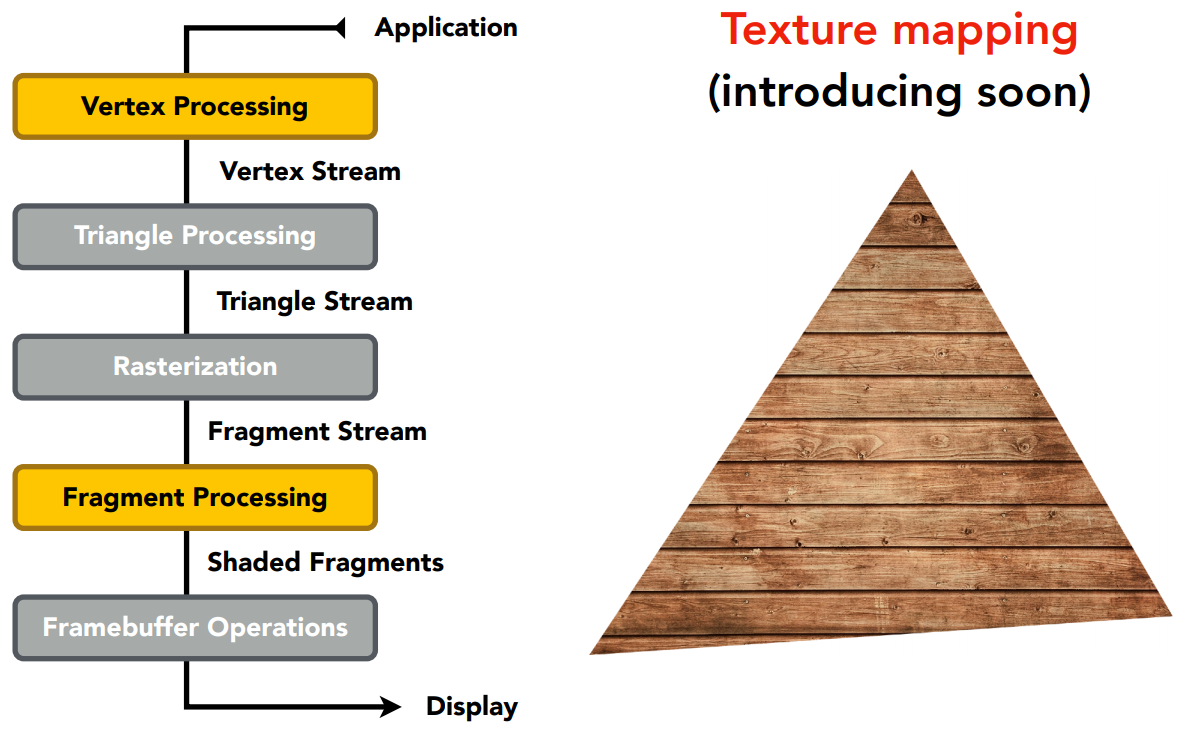 Application
Vertex Processing
Vertex Stream
Triangle Processing
Triangle Stream
Rasterization
Fragment Stream
Fragment Processing
Shaded Fragments
Framebuffer Operations
Display
Texture mapping
(introducing soon)